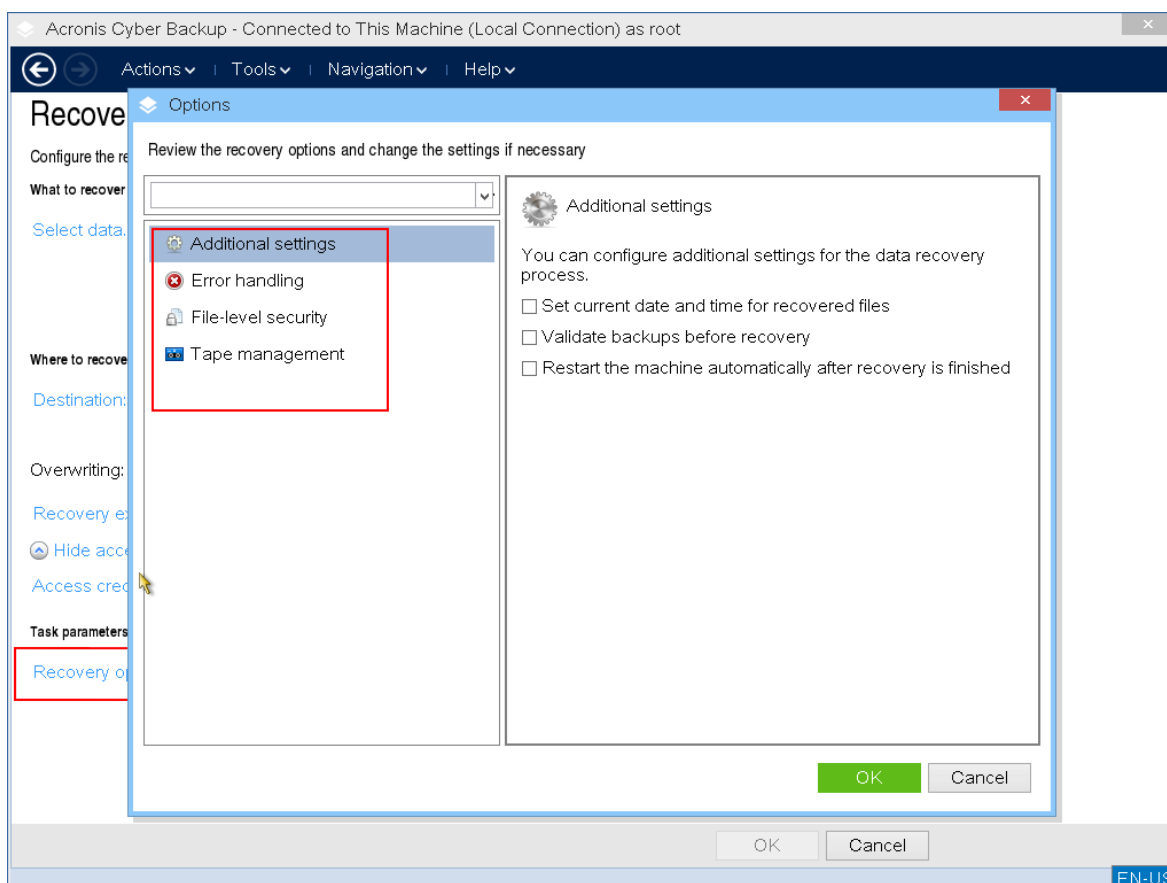 Acronis Cyber Backup - Connected to This Machine (Local Connection) as root
Actions Tools Navigation Help
Recove
Configure the re
What to recover
Select data.
Where to recove
Destination:
Overwriting:
Recovery e
Hide acce
Access cred
Task parameters
Recovery op
Options
Review the recovery options and change the settings if necessary
Additional settings
Error handling
File-level security
Tape management
Additional settings
You can configure additional settings for the data recovery
process.
Set current date and time for recovered files
Validate backups before recovery
Restart the machine automatically after recovery is finished
OK Cancel
OK Cancel
EN-US